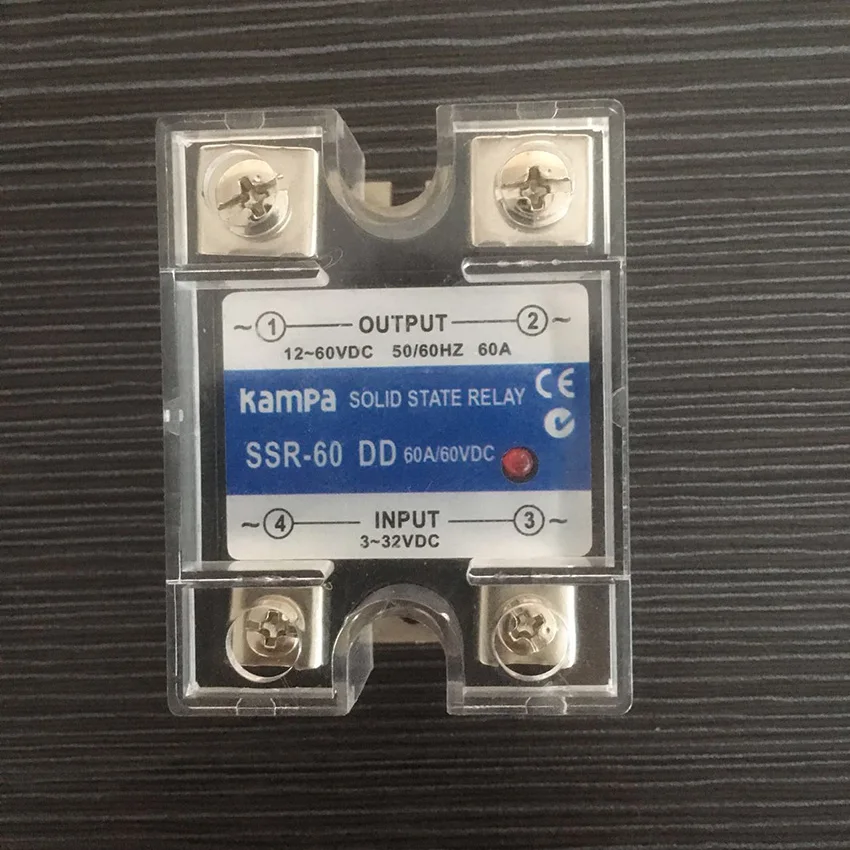 ~ ① OUTPUT ② ~
12~60VDC 50/60HZ 60A
Kampa SOLID STATE RELAY CE
SSR-60 DD 60A/60VDC
~ ④ INPUT ③ ~
3~32VDC